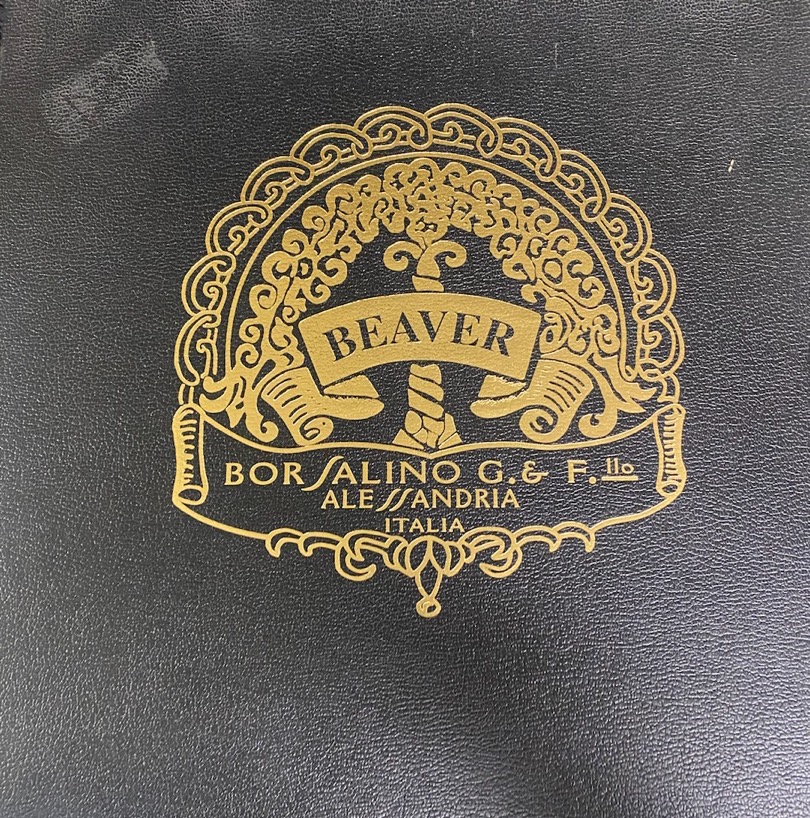 BEAVER
BORSALINO G. & F.llo
ALESSANDRIA
ITALIA